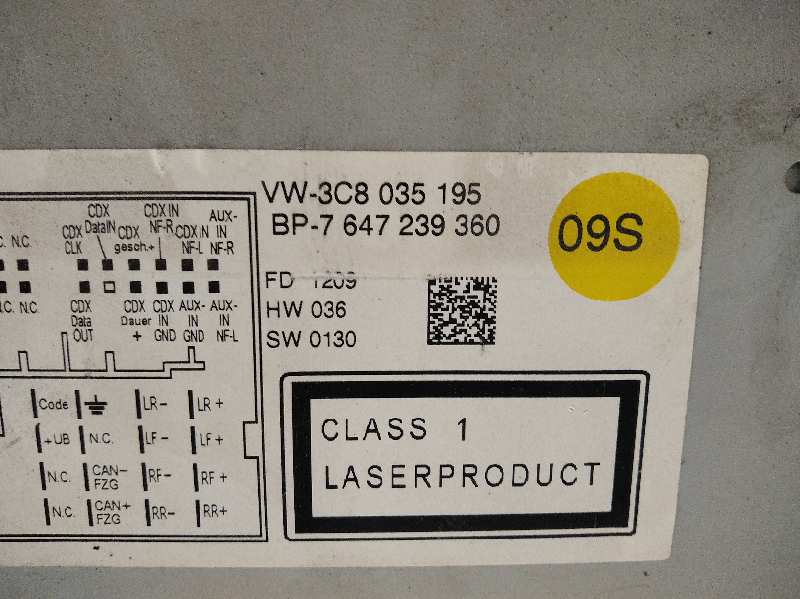 VW-3C8 035 195
BP-7 647 239 360
09S
FD 1209
HW 036
SW 0130
CLASS 1
LASERPRODUCT
N.C.
CDX CLK
CDX DataIN
CDX gesch.+
CDX IN NF-R
CDX IN NF-L
AUX-IN NF-R
N.C.
CDX Data OUT
CDX Dauer +
CDX IN GND
AUX-IN GND
AUX-IN NF-L
Code LR- LR+
+UB N.C. LF- LF+
N.C. CAN- FZG RF- RF+
N.C. CAN+ FZG RR- RR+